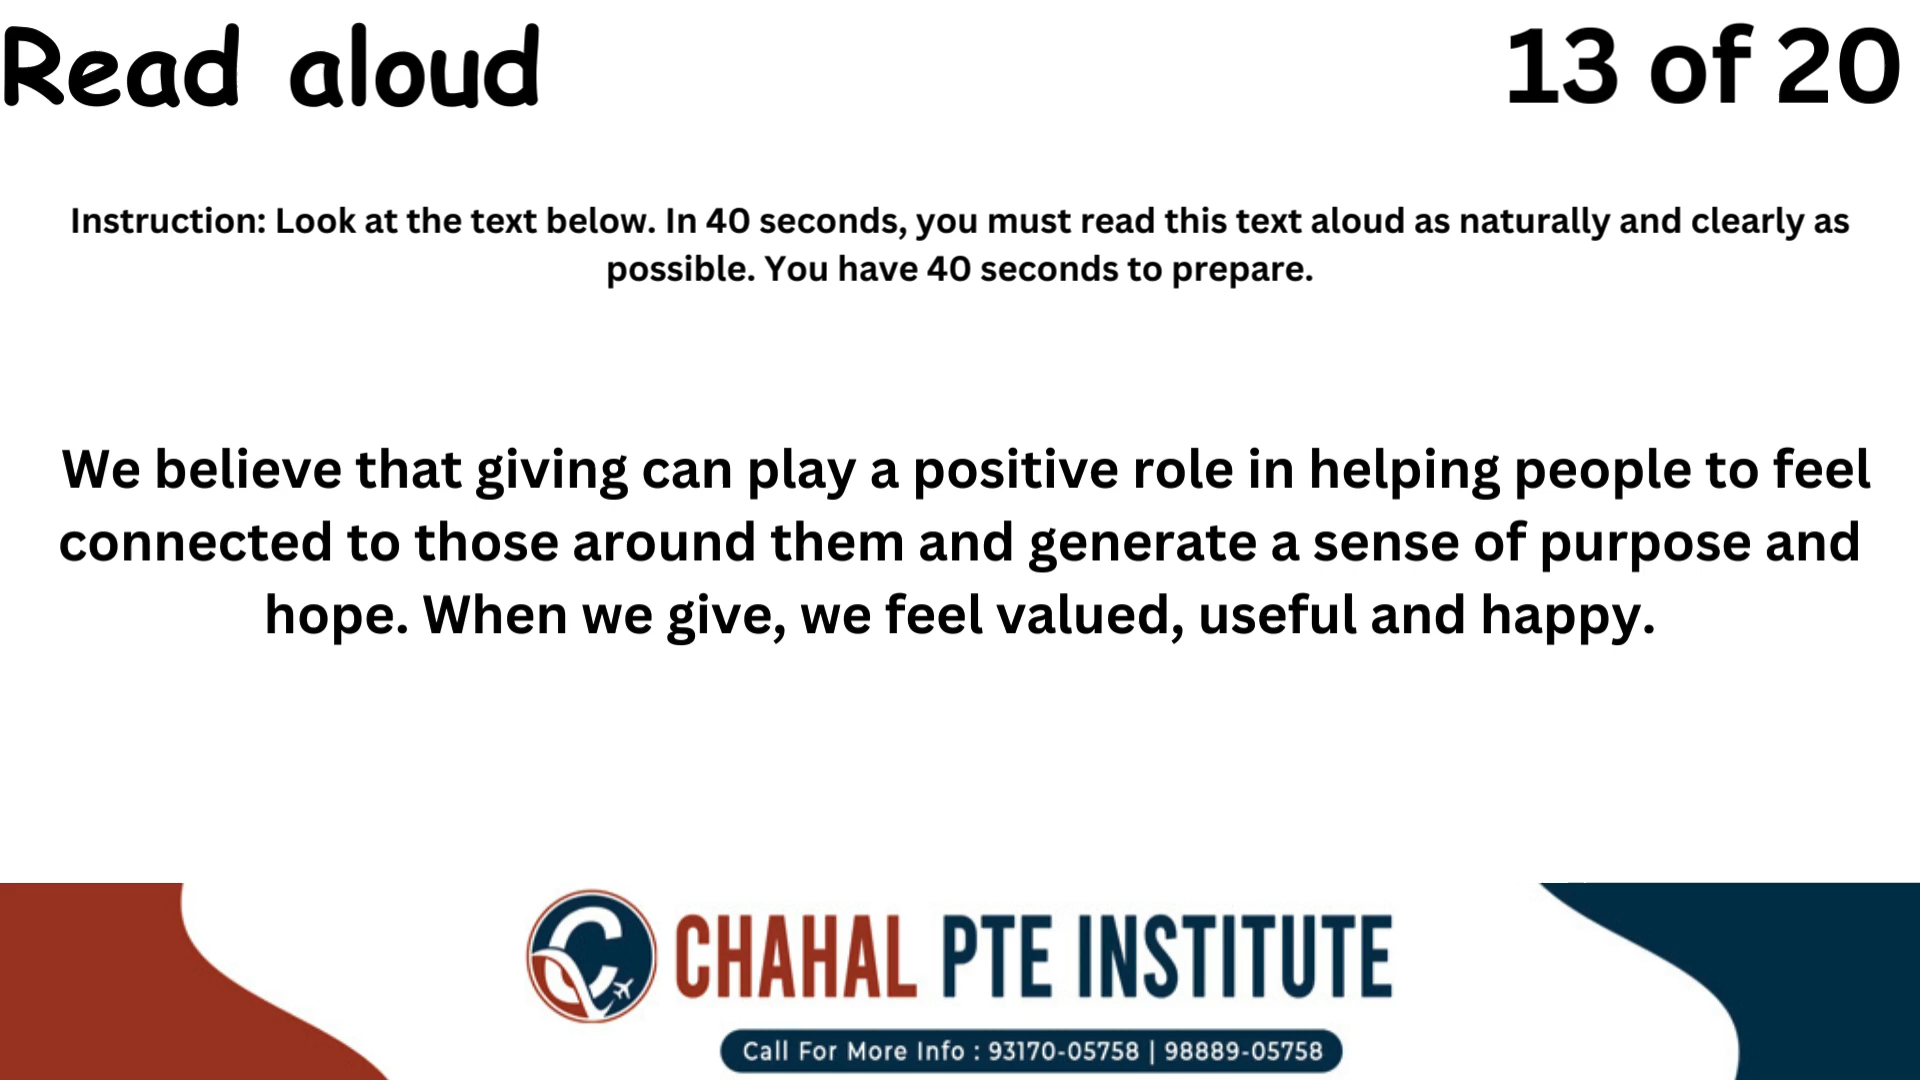 Read aloud
13 of 20
Instruction: Look at the text below. In 40 seconds, you must read this text aloud as naturally and clearly as
possible. You have 40 seconds to prepare.
We believe that giving can play a positive role in helping people to feel
connected to those around them and generate a sense of purpose and
hope. When we give, we feel valued, useful and happy.
CHAHAL PTE INSTITUTE
Call For More Info : 93170-05758 | 98889-05758